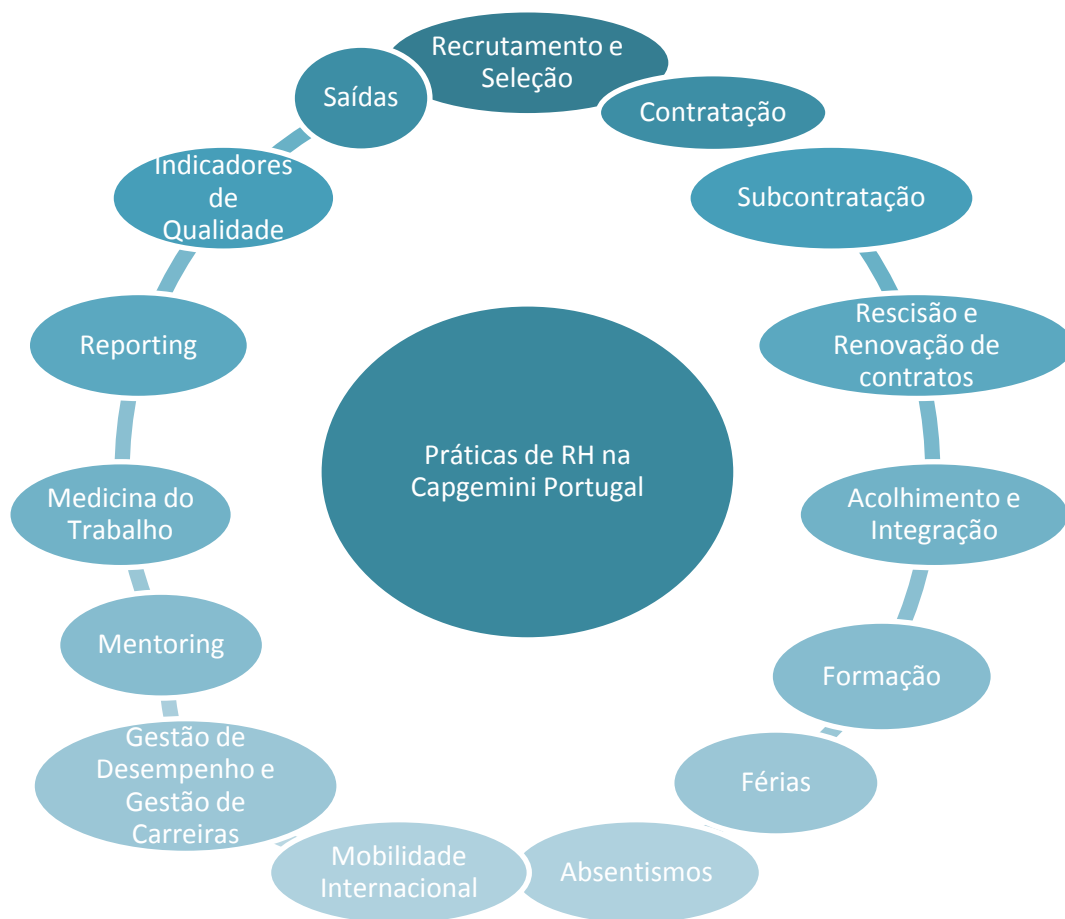 Recrutamento e
Seleção
Contratação
Subcontratação
Rescisão e
Renovação de
contratos
Acolhimento e
Integração
Formação
Férias
Absentismos
Mobilidade
Internacional
Gestão de
Desempenho e
Gestão de
Carreiras
Mentoring
Medicina do
Trabalho
Reporting
Indicadores
de
Qualidade
Saídas
Práticas de RH na
Capgemini Portugal